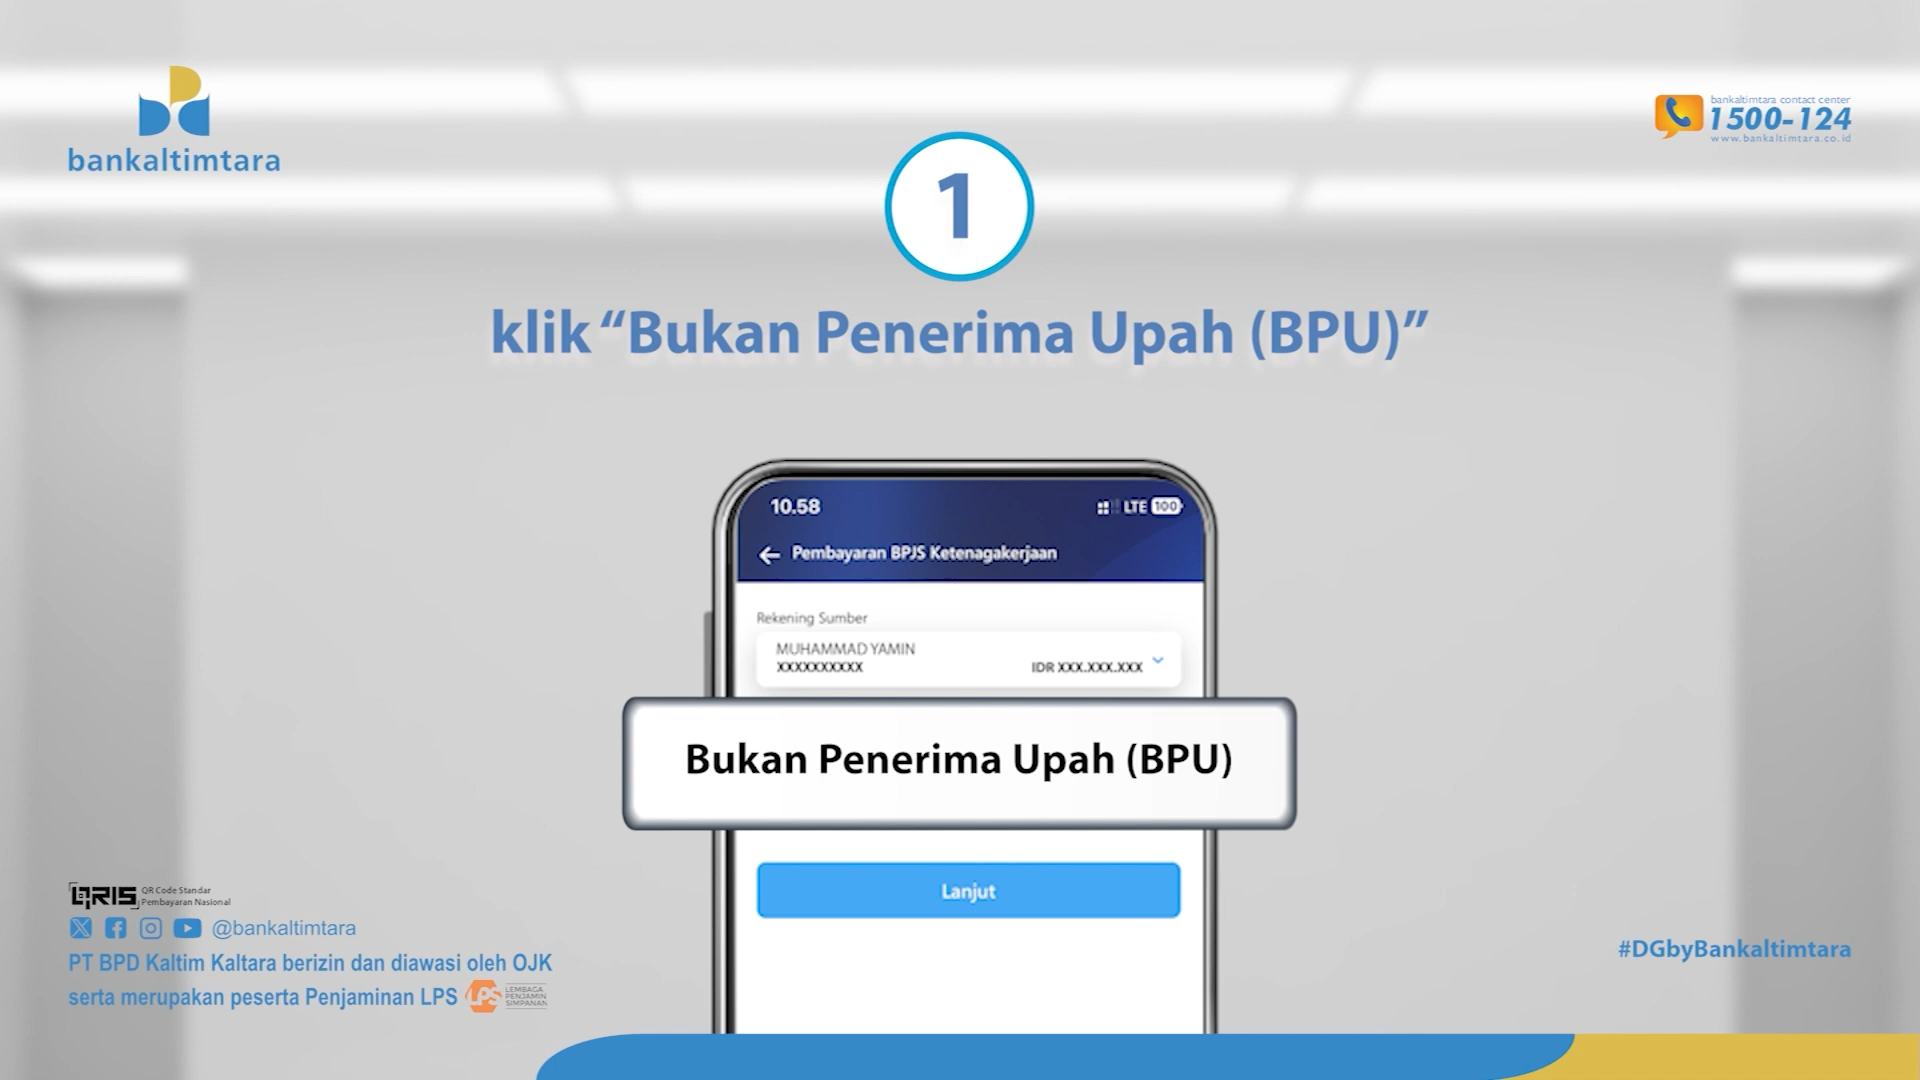 bankaltimtara
bankaltimtara contact center
1500-124
www.bankaltimtara.co.id
1
klik “Bukan Penerima Upah (BPU)”
10.58
LTE 100
Pembayaran BPJS Ketenagakerjaan
Rekening Sumber
MUHAMMAD YAMIN
XXXXXXXXXX
IDR XXX.XXX.XXX
Bukan Penerima Upah (BPU)
Lanjut
QRIS QR Code Standar
Pembayaran Nasional
@bankaltimtara
PT BPD Kaltim Kaltara berizin dan diawasi oleh OJK
serta merupakan peserta Penjaminan LPS
LPS LEMBAGA
PENJAMIN
SIMPANAN
#DGbyBankaltimtara